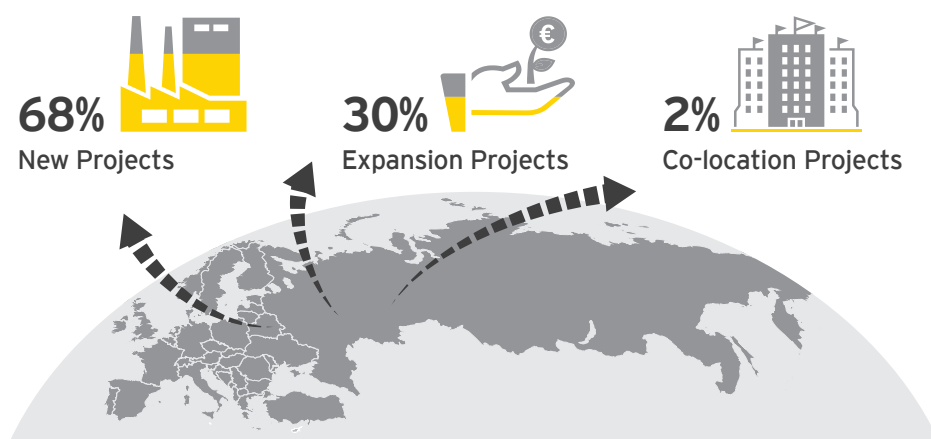 68%
New Projects
30%
€
Expansion Projects
2%
Co-location Projects